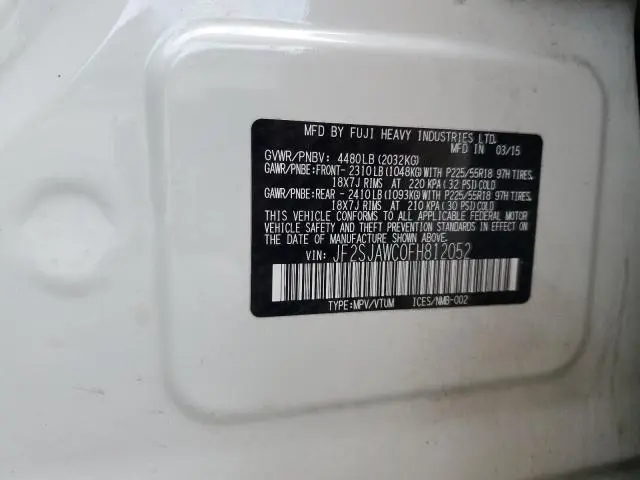 MFD BY FUJI HEAVY INDUSTRIES LTD.
MFD IN 03/15
GVWR/PNBV: 4480LB (2032KG)
GAWR/PNBE:FRONT- 2310LB (1048KG) WITH P225/55R18 97H TIRES.
18X7J RIMS AT 220 KPA (32 PSI) COLD
GAWR/PNBE:REAR - 2410LB (1093KG) WITH P225/55R18 97H TIRES.
18X7J RIMS AT 210 KPA (30 PSI) COLD
THIS VEHICLE CONFORMS TO ALL APPLICABLE FEDERAL MOTOR
VEHICLE SAFETY AND THEFT PREVENTION STANDARDS IN EFFECT
ON THE DATE OF MANUFACTURE SHOWN ABOVE.
VIN: JF2SJAWC0FH812052
TYPE:MPV/VTUM ICES/NMB-002